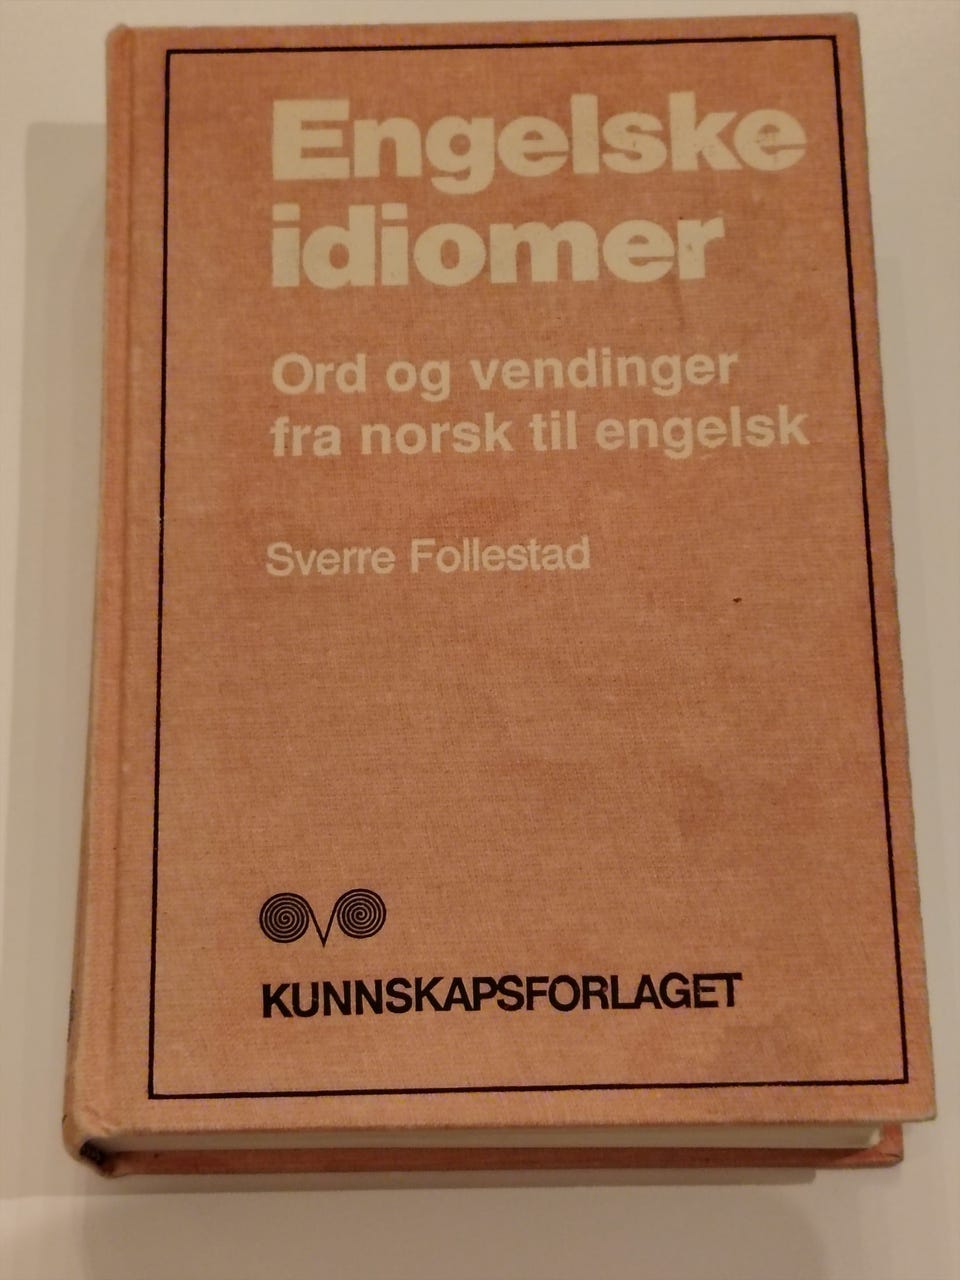 Engelske
idiomer
Ord og vendinger
fra norsk til engelsk
Sverre Follestad
KUNNSKAPSFORLAGET